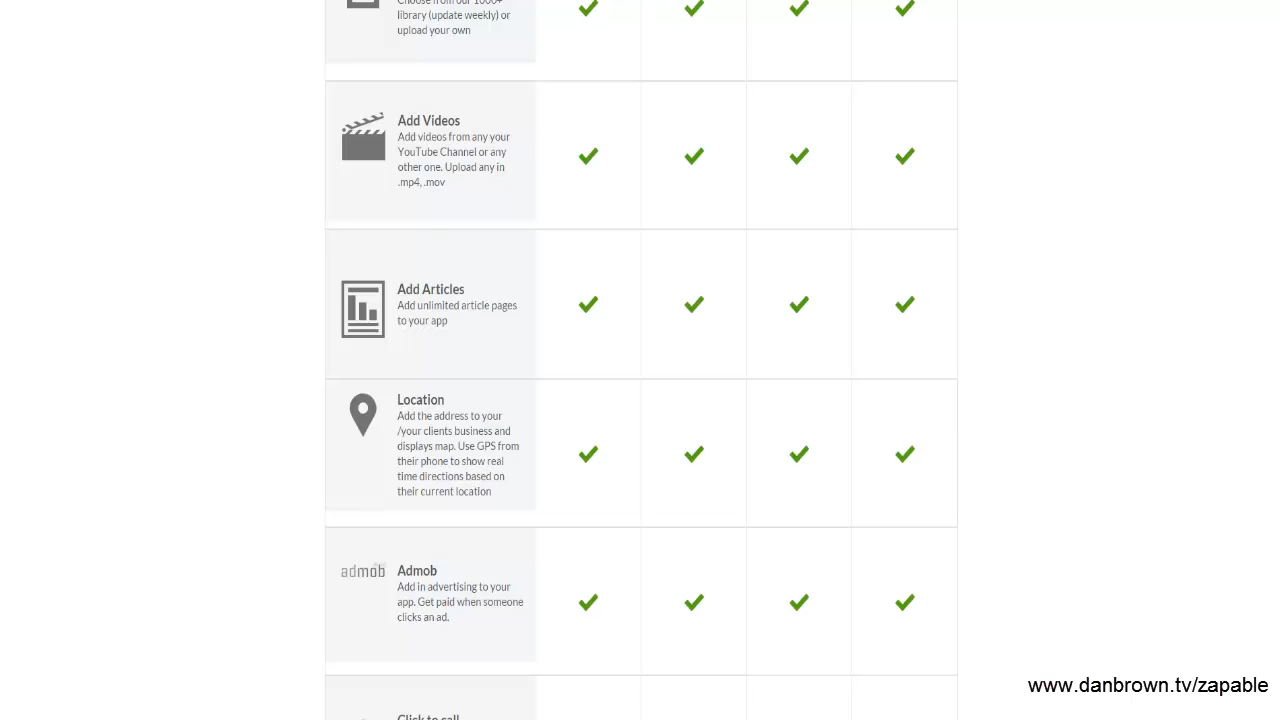 Choose from our 1000+
library (update weekly) or
upload your own
Add Videos
Add videos from any your
YouTube Channel or any
other one. Upload any in
.mp4, .mov
Add Articles
Add unlimited article pages
to your app
Location
Add the address to your
/your clients business and
displays map. Use GPS from
their phone to show real
time directions based on
their current location
admob
Admob
Add in advertising to your
app. Get paid when someone
clicks an ad.
Click to call
www.danbrown.tv/zapable